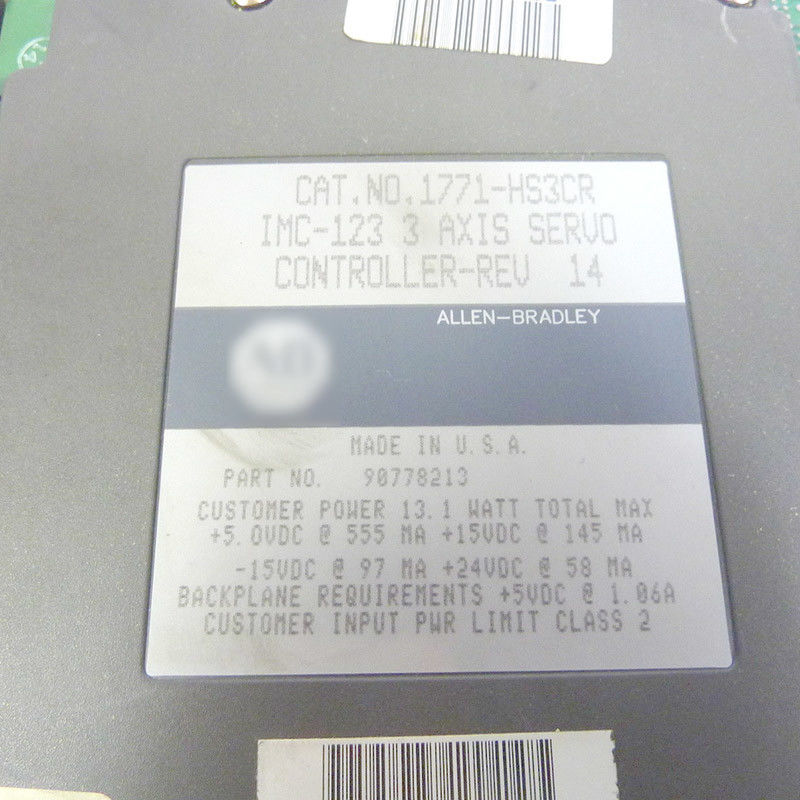 CAT.NO.1771-HS3CR
IMC-123 3 AXIS SERVO
CONTROLLER-REV 14
ALLEN-BRADLEY
MADE IN U.S.A.
PART NO. 90778213
CUSTOMER POWER 13.1 WATT TOTAL MAX
+5.0VDC @ 555 MA +15VDC @ 145 MA
-15VDC @ 97 MA +24VDC @ 58 MA
BACKPLANE REQUIREMENTS +5VDC @ 1.06A
CUSTOMER INPUT PWR LIMIT CLASS 2